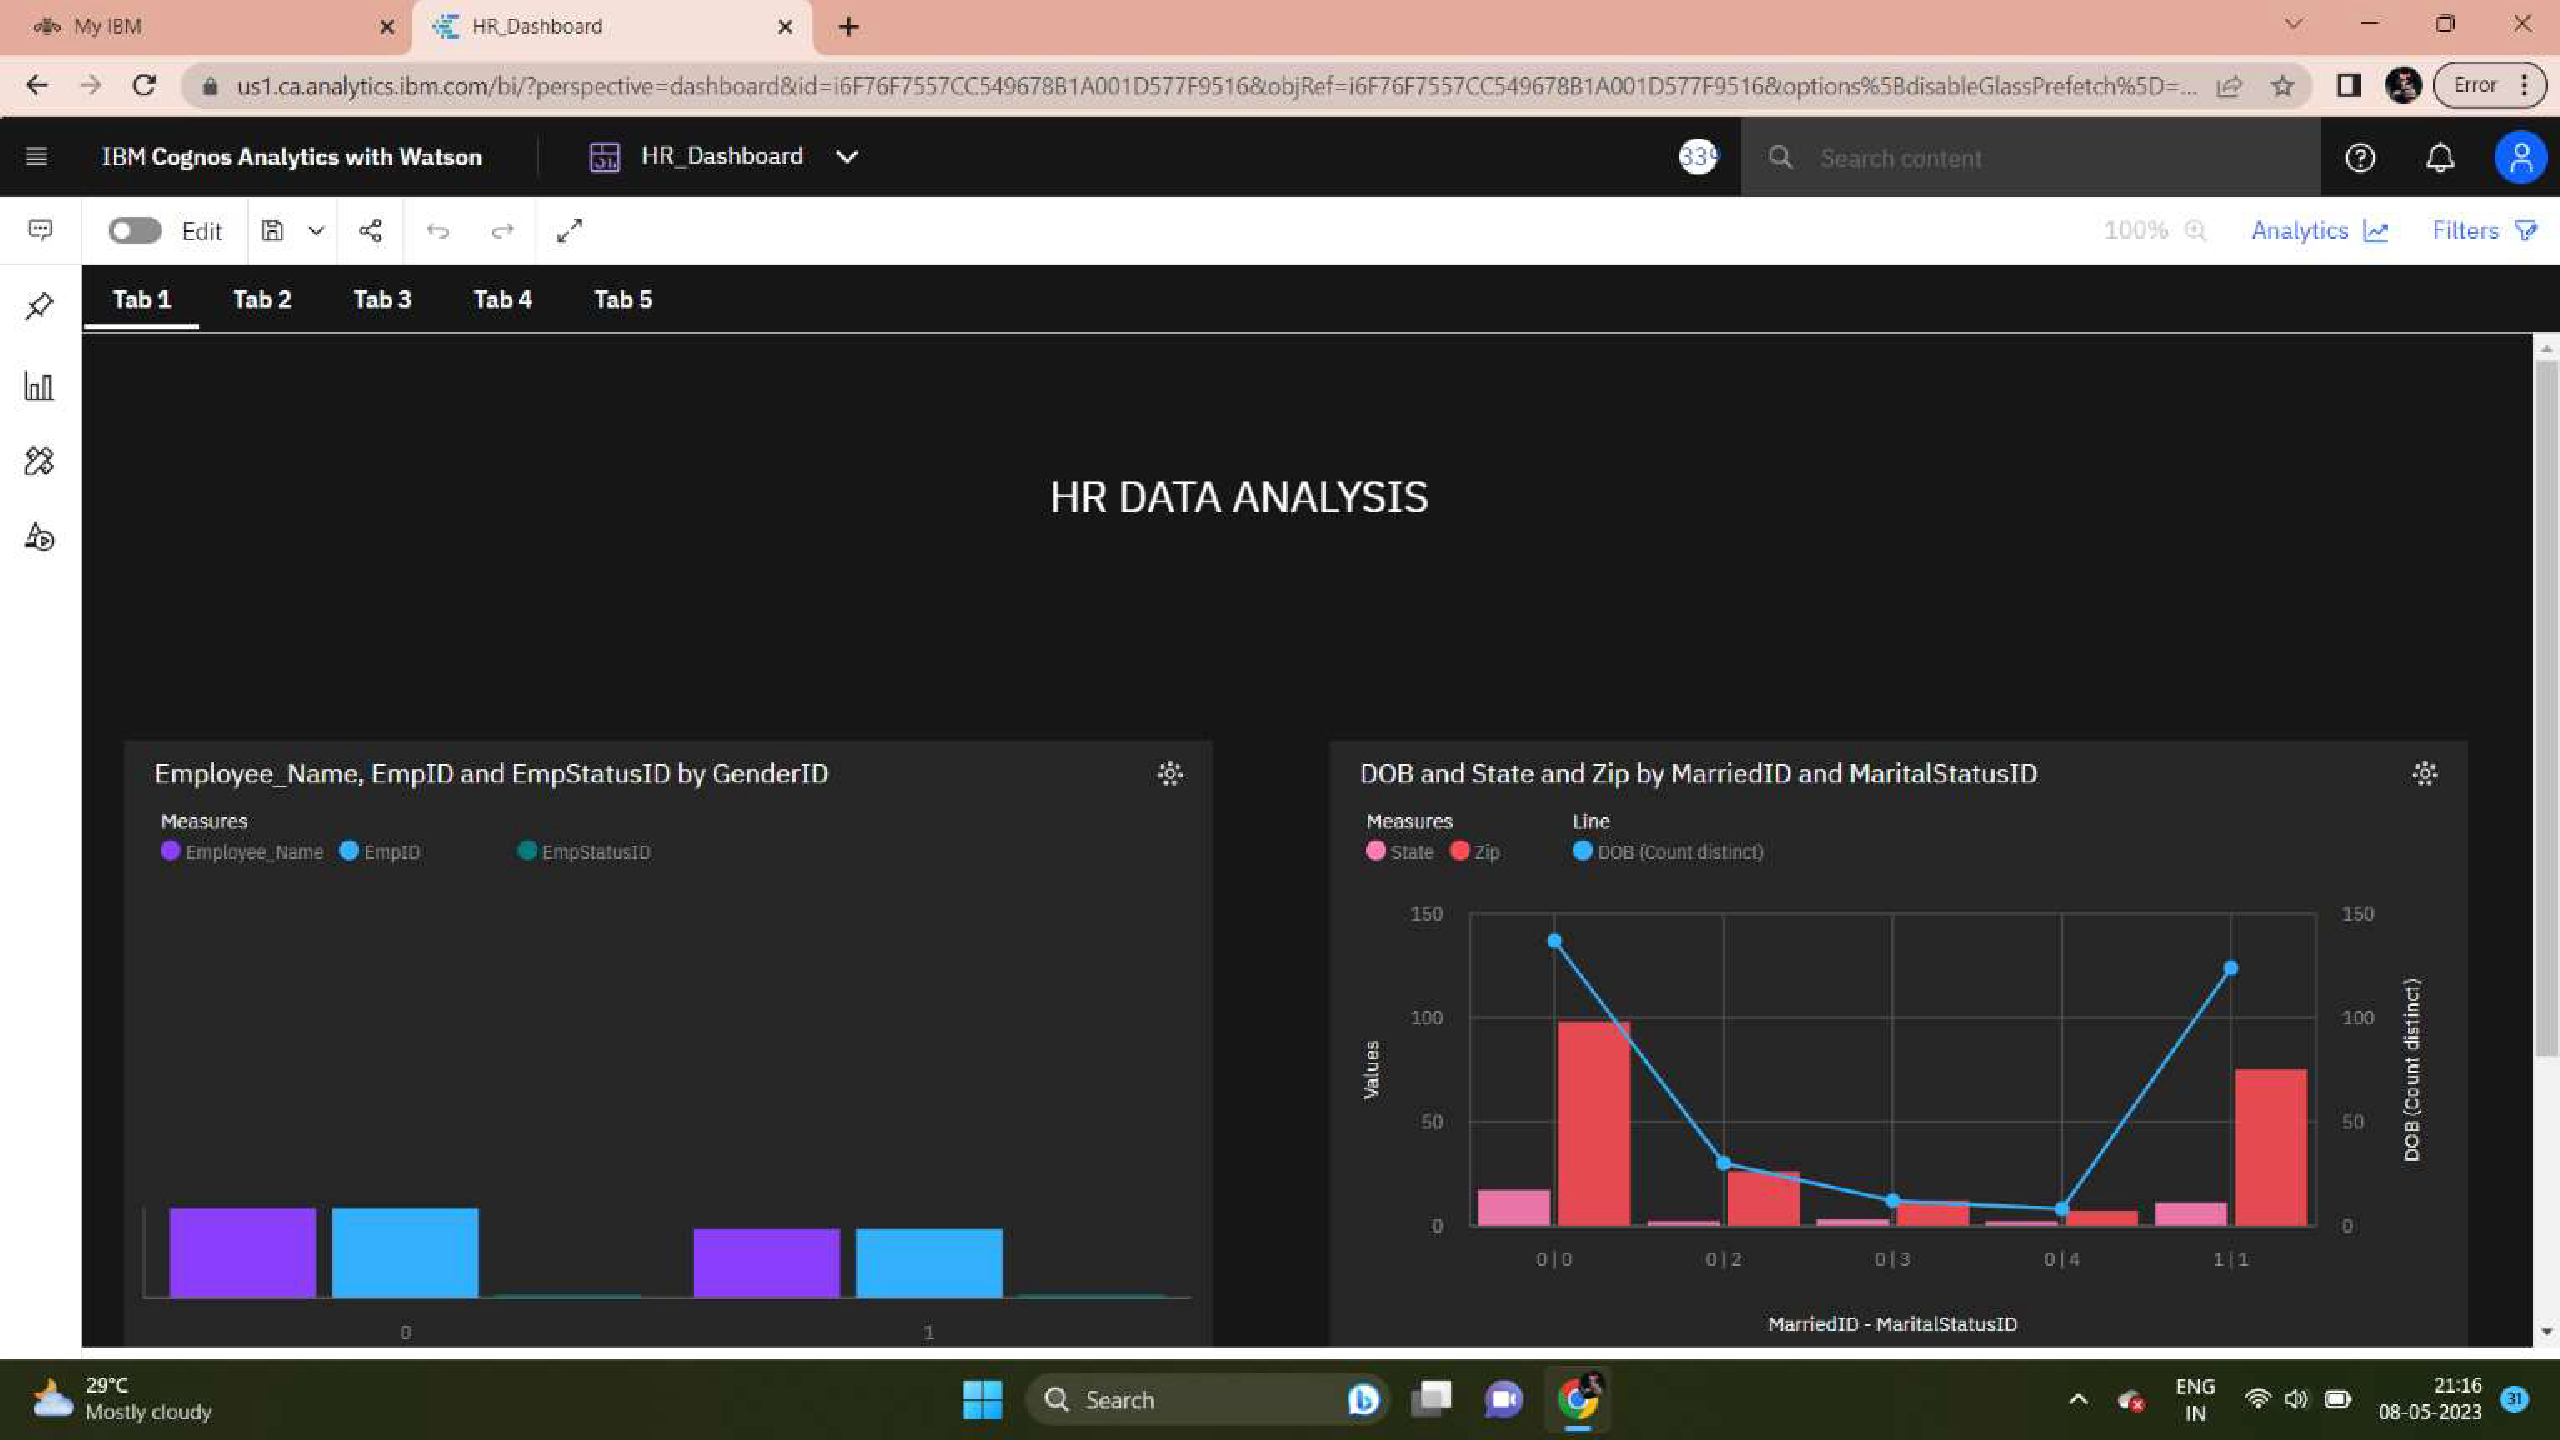 My IBM
HR_Dashboard
us1.ca.analytics.ibm.com/bi/?perspective=dashboard&id=i6F76F7557CC549678B1A001D577F9516&objRef=i6F76F7557CC549678B1A001D577F9516&options%5BdisableGlassPrefetch%5D=...
Error
IBM Cognos Analytics with Watson
HR_Dashboard
339
Search content
Edit
100%
Analytics
Filters
Tab 1
Tab 2
Tab 3
Tab 4
Tab 5
HR DATA ANALYSIS
Employee_Name, EmpID and EmpStatusID by GenderID
Measures
Employee_Name EmpID EmpStatusID
0
1
DOB and State and Zip by MarriedID and MaritalStatusID
Measures Line
State Zip DOB (Count distinct)
150 150
100 100
50 50
0 0
Values
DOB (Count distinct)
0|0 0|2 0|3 0|4 1|1
MarriedID - MaritalStatusID
29°C
Mostly cloudy
Search
ENG
IN
21:16
08-05-2023
31